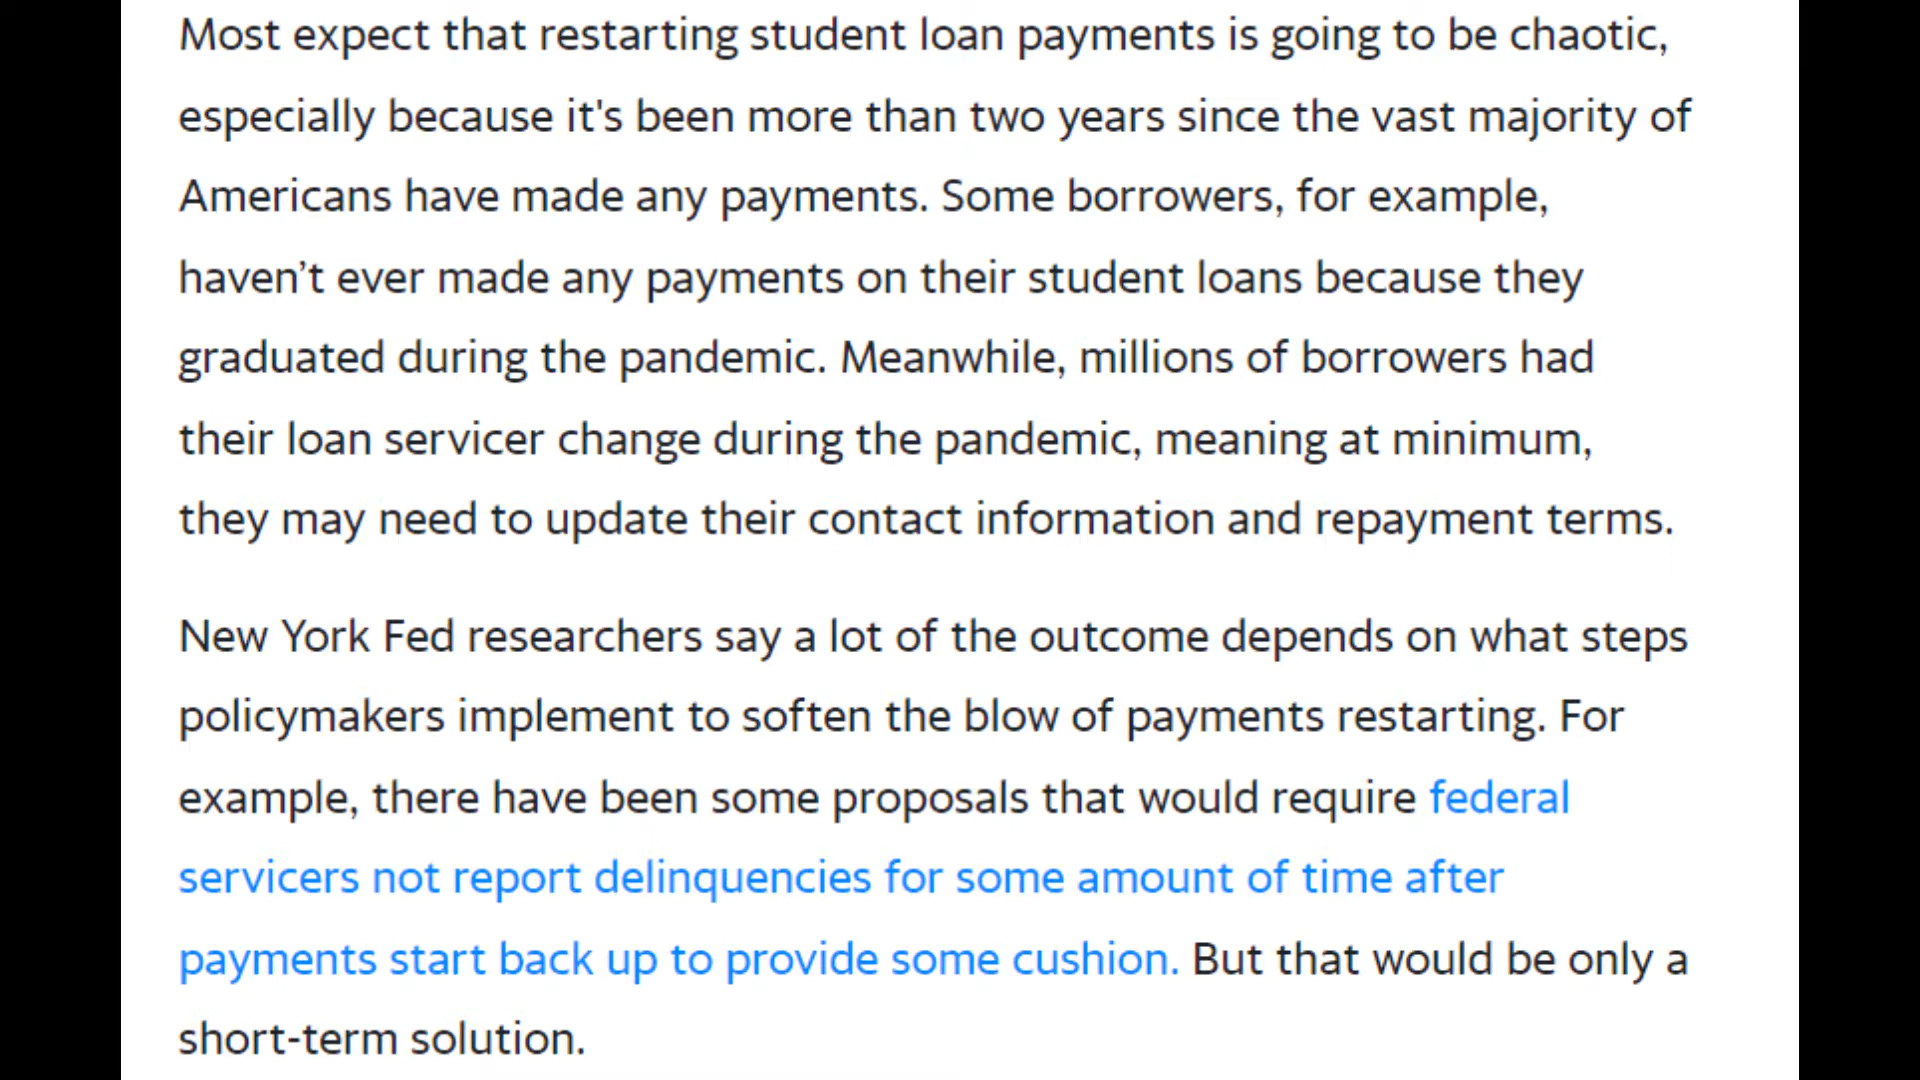 Most expect that restarting student loan payments is going to be chaotic,
especially because it's been more than two years since the vast majority of
Americans have made any payments. Some borrowers, for example,
haven’t ever made any payments on their student loans because they
graduated during the pandemic. Meanwhile, millions of borrowers had
their loan servicer change during the pandemic, meaning at minimum,
they may need to update their contact information and repayment terms.
New York Fed researchers say a lot of the outcome depends on what steps
policymakers implement to soften the blow of payments restarting. For
example, there have been some proposals that would require federal
servicers not report delinquencies for some amount of time after
payments start back up to provide some cushion. But that would be only a
short-term solution.